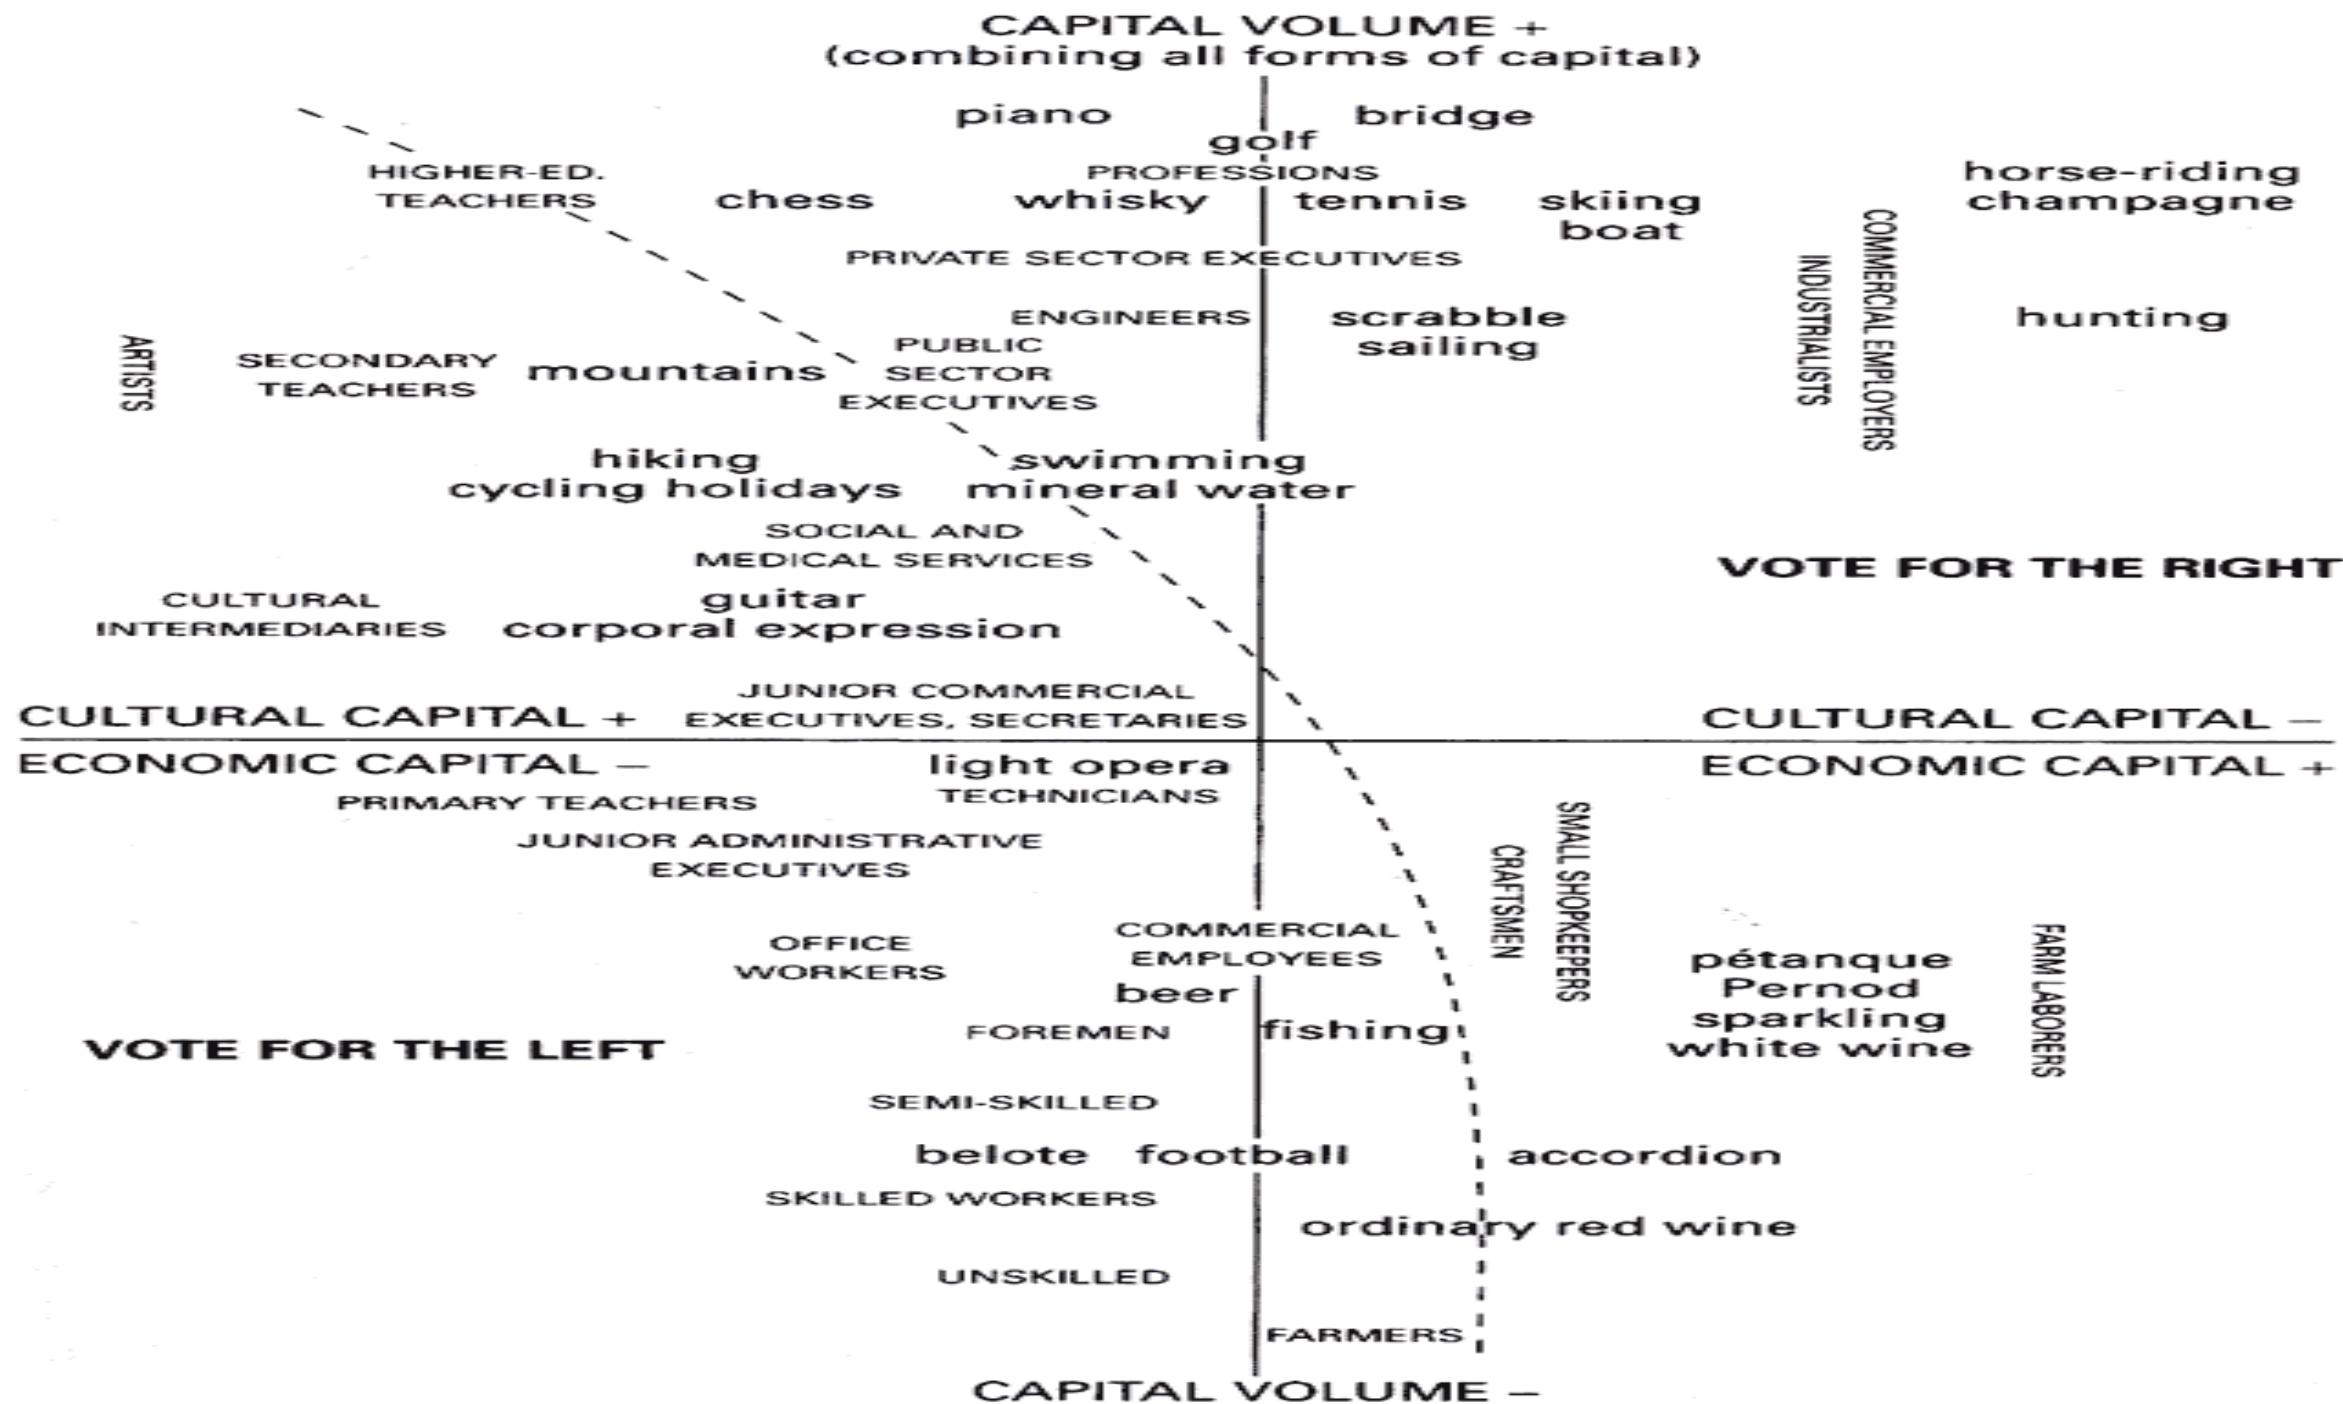 CAPITAL VOLUME +
(combining all forms of capital)
piano
bridge
golf
PROFESSIONS
HIGHER-ED.
TEACHERS
chess
whisky
tennis
skiing
boat
horse-riding
champagne
PRIVATE SECTOR EXECUTIVES
COMMERCIAL EMPLOYERS
INDUSTRIALISTS
ENGINEERS
scrabble
sailing
hunting
ARTISTS
SECONDARY
TEACHERS
mountains
PUBLIC
SECTOR
EXECUTIVES
hiking
cycling holidays
swimming
mineral water
SOCIAL AND
MEDICAL SERVICES
VOTE FOR THE RIGHT
CULTURAL
INTERMEDIARIES
guitar
corporal expression
JUNIOR COMMERCIAL
EXECUTIVES, SECRETARIES
CULTURAL CAPITAL +
CULTURAL CAPITAL –
ECONOMIC CAPITAL –
ECONOMIC CAPITAL +
light opera
TECHNICIANS
PRIMARY TEACHERS
JUNIOR ADMINISTRATIVE
EXECUTIVES
SMALL SHOPKEEPERS
CRAFTSMEN
OFFICE
WORKERS
COMMERCIAL
EMPLOYEES
beer
pétanque
Pernod
sparkling
white wine
FARM LABORERS
FOREMEN
fishing
VOTE FOR THE LEFT
SEMI-SKILLED
belote
football
accordion
SKILLED WORKERS
ordinary red wine
UNSKILLED
FARMERS
CAPITAL VOLUME –